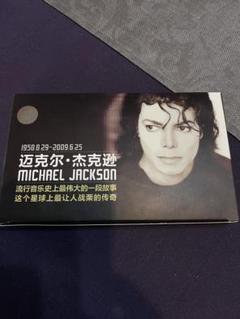 1958 8 29-2009.6 25
迈克尔·杰克逊
MICHAEL JACKSON
流行音乐史上最伟大的一段故事
这个星球上最让人战栗的传奇